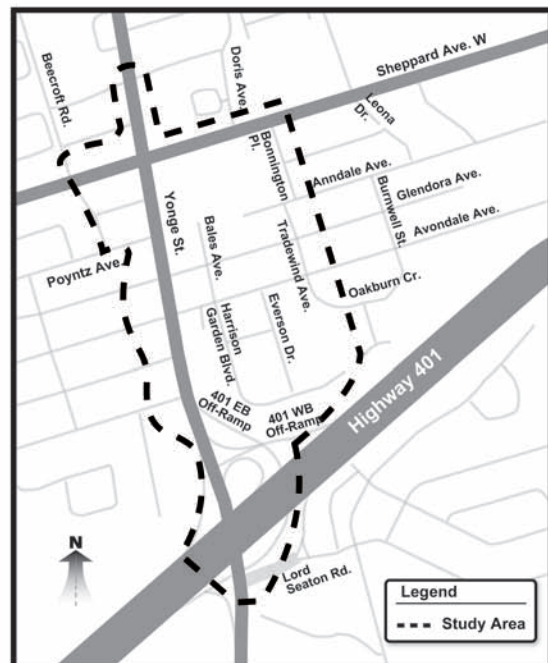 Beecroft Rd.
Doris Ave.
Sheppard Ave. W
Leona
Dr.
Bonnington
Pl.
Anndale Ave.
Glendora Ave.
Burnwell St.
Avondale Ave.
Yonge St.
Bales Ave.
Tradewind Ave.
Poyntz Ave.
Oakburn Cr.
Harrison
Garden Blvd.
Everson Dr.
401 EB
Off-Ramp
401 WB
Off-Ramp
Highway 401
N
Lord
Seaton Rd.
Legend
Study Area